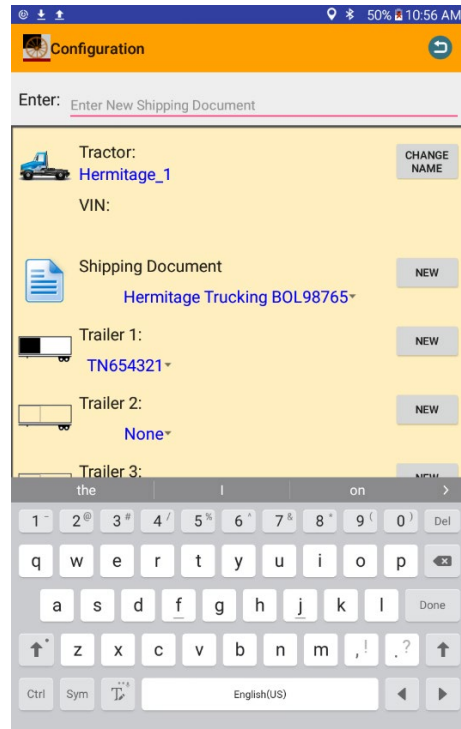 50% 10:56 AM
Configuration
Enter: Enter New Shipping Document
Tractor:
Hermitage_1
CHANGE
NAME
VIN:
Shipping Document
NEW
Hermitage Trucking BOL98765
Trailer 1:
NEW
TN654321
Trailer 2:
NEW
None
Trailer 3:
NEW
the I on >
1 - 2 @ 3 # 4 / 5 % 6 ^ 7 & 8 * 9 ( 0 ) Del
q w e r t y u i o p
a s d f g h j k l Done
z x c v b n m , ! . ?
Ctrl Sym T English(US)